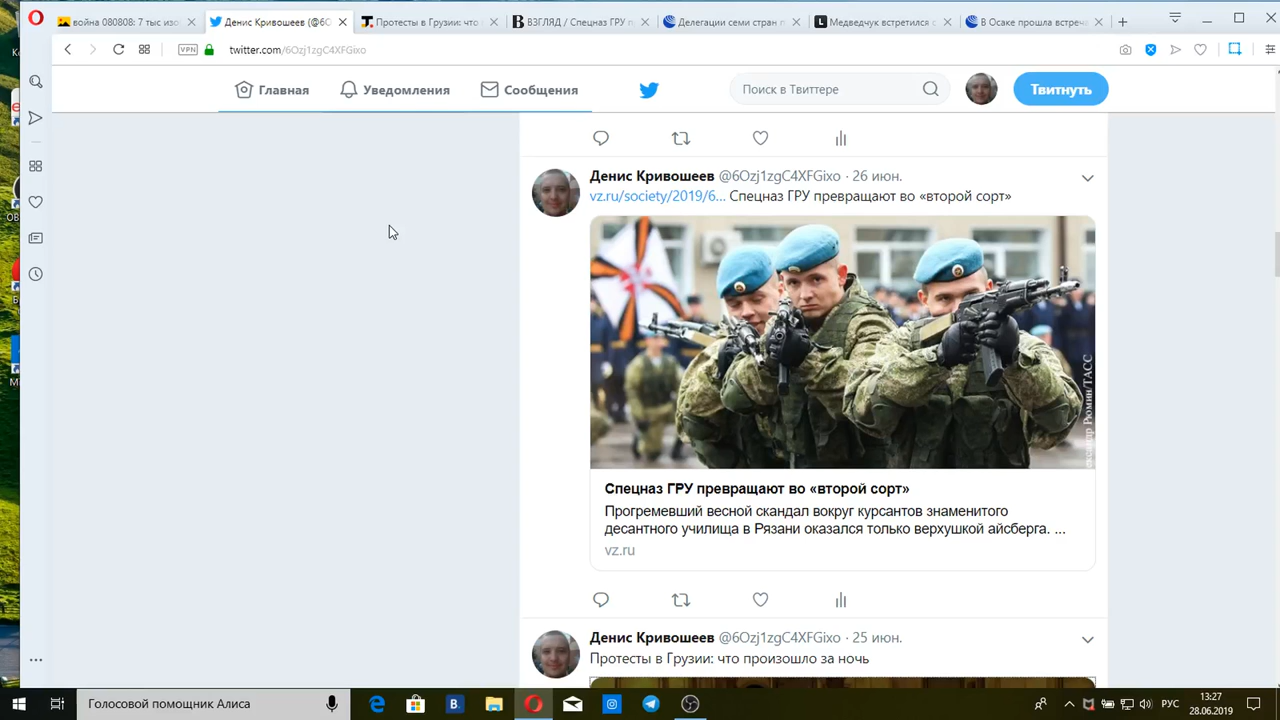 война 080808: 7 тыс изо
Денис Кривошеев (@6O
Протесты в Грузии: что
ВЗГЛЯД / Спецназ ГРУ п
Делегации семи стран п
Медведчук встретился с
В Осаке прошла встреча
VPN
twitter.com/6Ozj1zgC4XFGixo
Главная
Уведомления
Сообщения
Поиск в Твиттере
Твитнуть
Денис Кривошеев @6Ozj1zgC4XFGixo · 26 июн.
vz.ru/society/2019/6... Спецназ ГРУ превращают во «второй сорт»
Рюмин/ТАСС
Спецназ ГРУ превращают во «второй сорт»
Прогремевший весной скандал вокруг курсантов знаменитого
десантного училища в Рязани оказался только верхушкой айсберга. ...
vz.ru
Денис Кривошеев @6Ozj1zgC4XFGixo · 25 июн.
Протесты в Грузии: что произошло за ночь
Голосовой помощник Алиса
РУС
13:27
28.06.2019